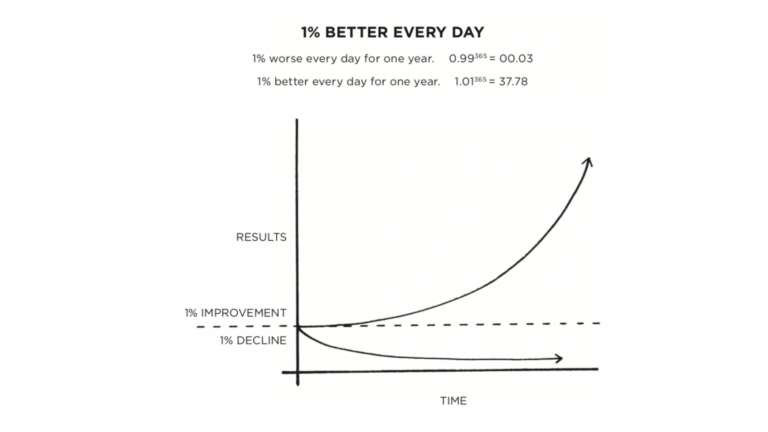 1% BETTER EVERY DAY
1% worse every day for one year. 0.99³⁶⁵ = 00.03
1% better every day for one year. 1.01³⁶⁵ = 37.78
RESULTS
1% IMPROVEMENT
1% DECLINE
TIME